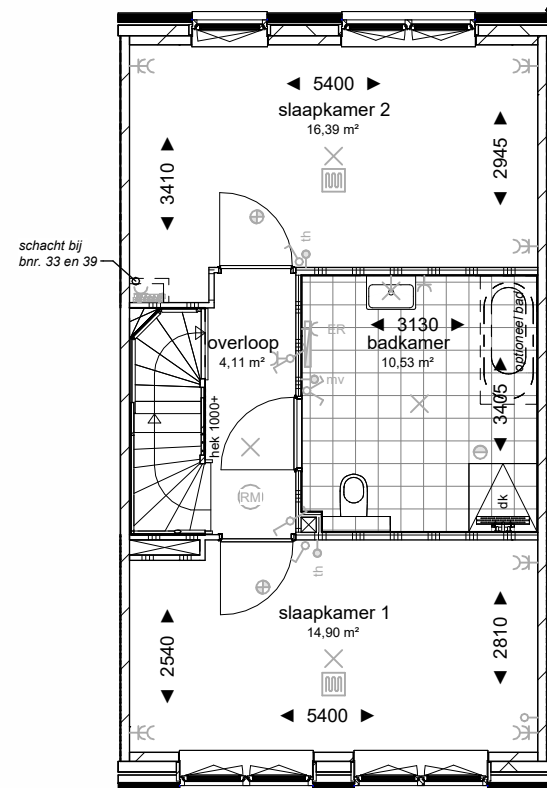 5400
slaapkamer 2
16,39 m²
3410
2945
th
schacht bij
bnr. 33 en 39
overloop
4,11 m²
ER
3130
badkamer
10,53 m²
optioneel bad
mv
3405
hek 1000+
RM
dk
th
slaapkamer 1
14,90 m²
2540
2810
5400